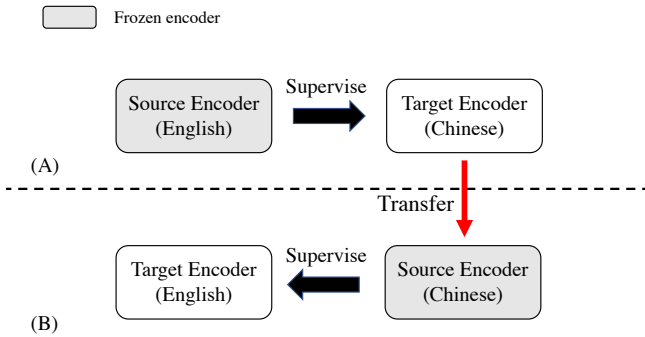 Frozen encoder
Supervise
Source Encoder
(English)
Target Encoder
(Chinese)
(A)
Transfer
Target Encoder
(English)
Supervise
Source Encoder
(Chinese)
(B)